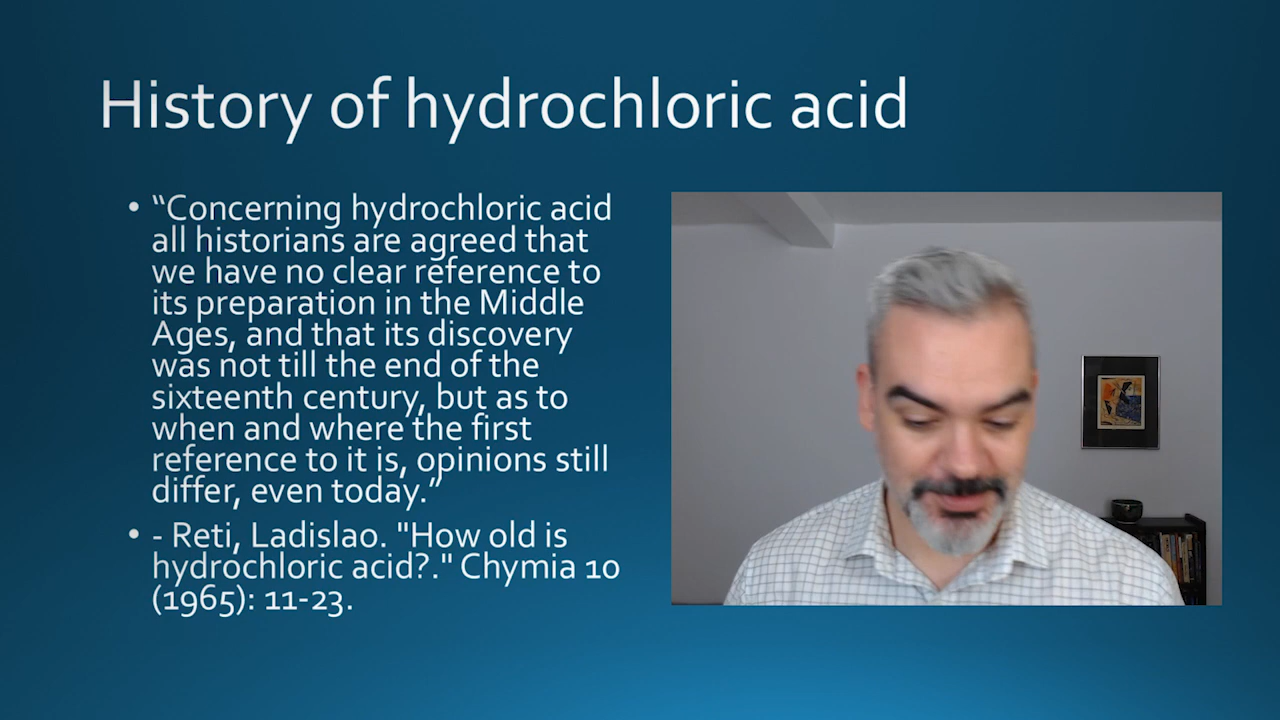 History of hydrochloric acid
• “Concerning hydrochloric acid
all historians are agreed that
we have no clear reference to
its preparation in the Middle
Ages, and that its discovery
was not till the end of the
sixteenth century, but as to
when and where the first
reference to it is, opinions still
differ, even today.”
• - Reti, Ladislao. "How old is
hydrochloric acid?." Chymia 10
(1965): 11-23.